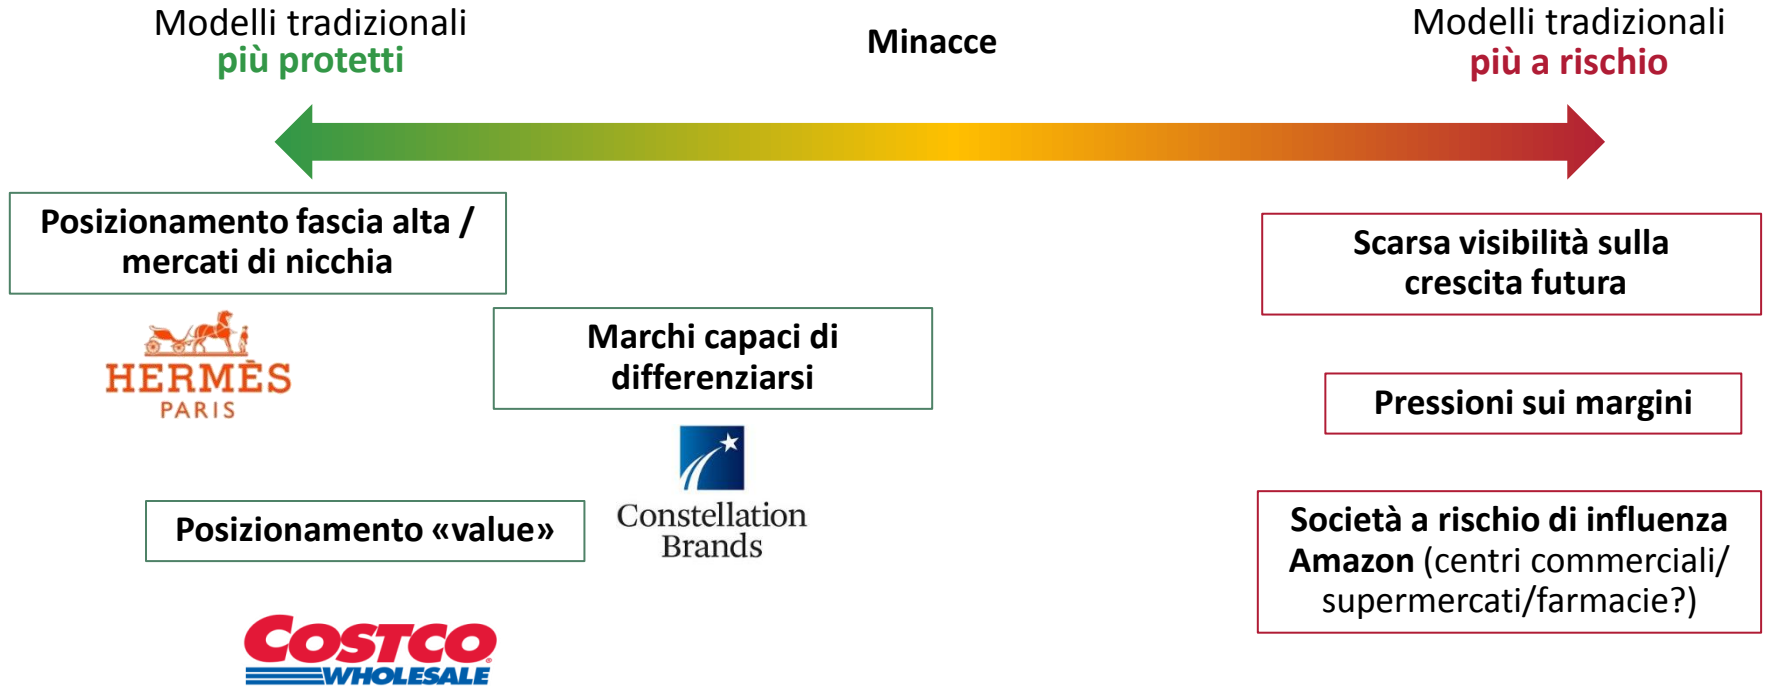 Modelli tradizionali
più protetti
Minacce
Modelli tradizionali
più a rischio
Posizionamento fascia alta /
mercati di nicchia
HERMÈS
PARIS
Marchi capaci di
differenziarsi
Constellation
Brands
Posizionamento «value»
COSTCO
WHOLESALE
Scarsa visibilità sulla
crescita futura
Pressioni sui margini
Società a rischio di influenza
Amazon (centri commerciali/
supermercati/farmacie?)